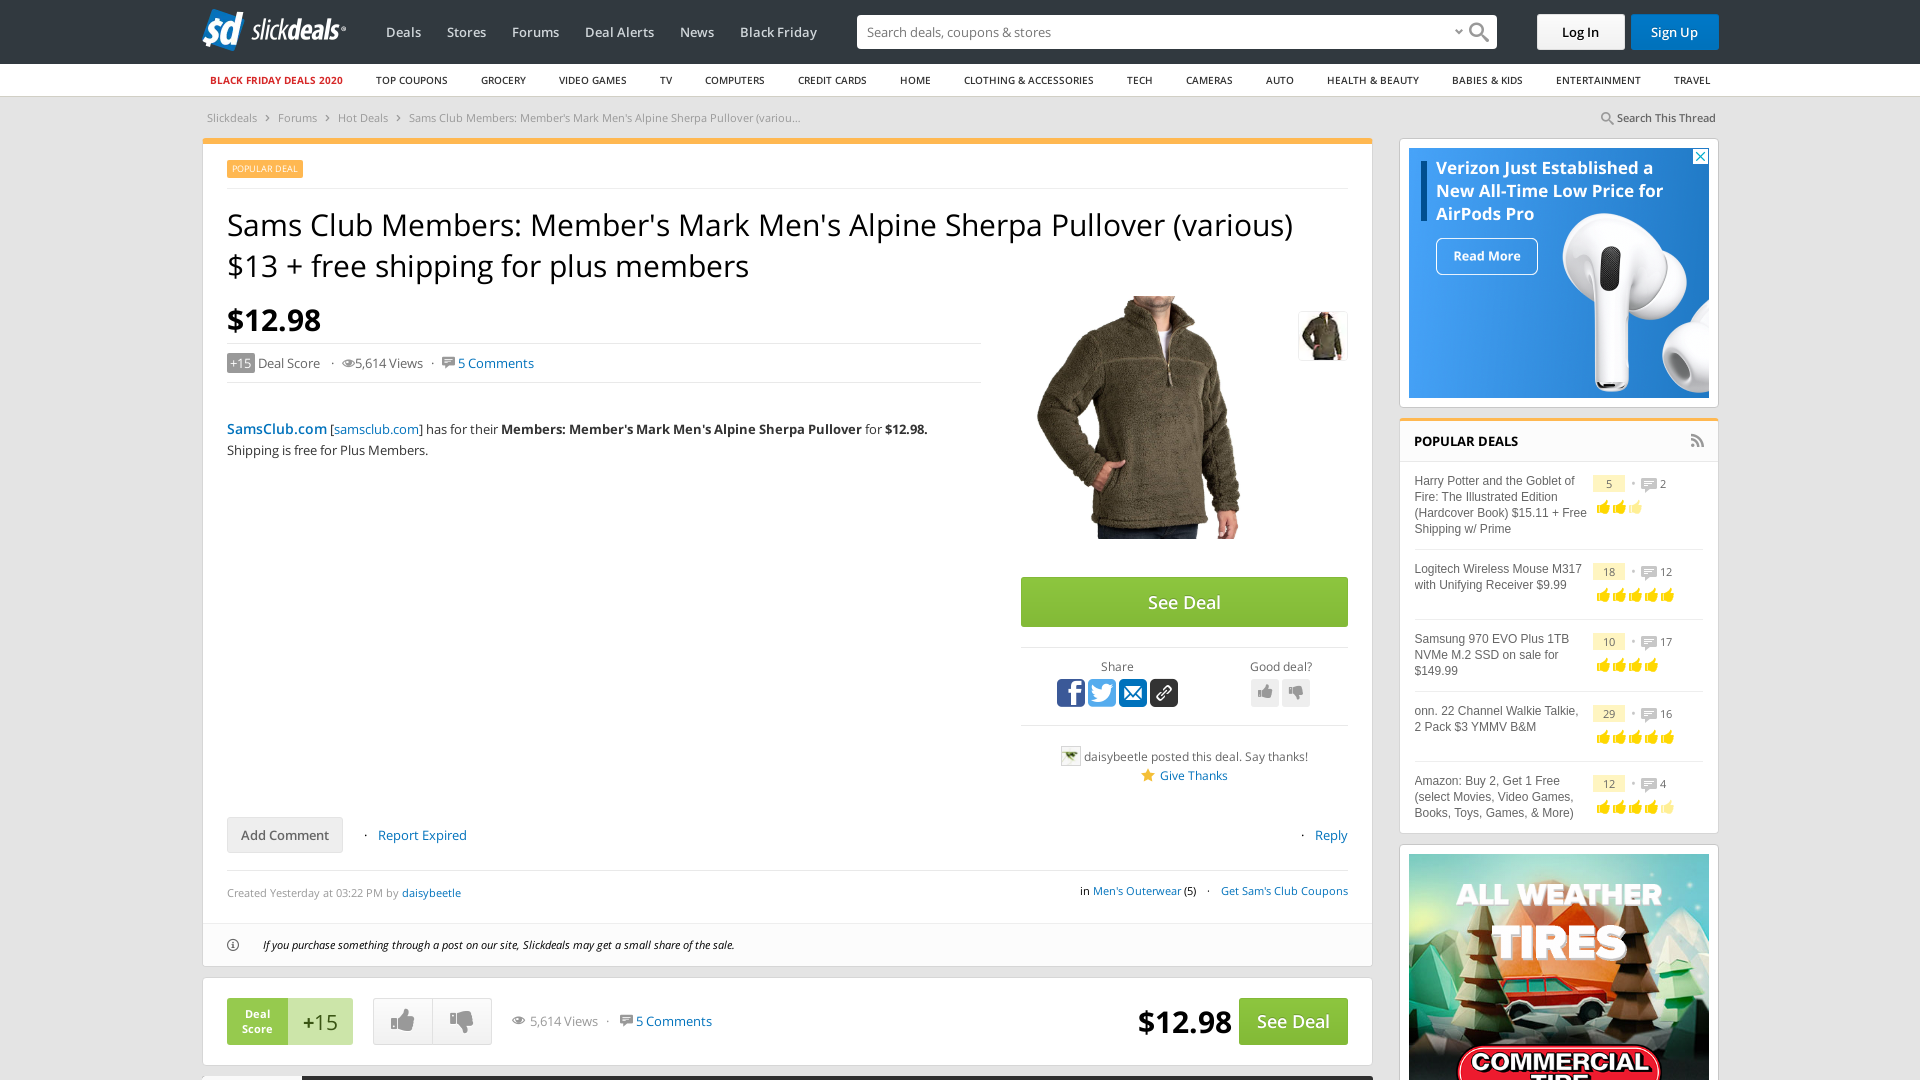 slickdeals
Deals Stores Forums Deal Alerts News Black Friday
Search deals, coupons & shopping
Log In
Sign Up
BLACK FRIDAY DEALS 2020 TOP COUPONS GROCERY VIDEO GAMES TV COMPUTERS CREDIT CARDS HOME CLOTHING & ACCESSORIES TECH CAMERAS AUTO HEALTH & BEAUTY BABIES & KIDS ENTERTAINMENT TRAVEL
Slickdeals › Forums › Hot Deals › Sams Club Members: Member's Mark Men's Alpine Sherpa Pullover (variou...
Search This Thread
POPULAR DEAL
Sams Club Members: Member's Mark Men's Alpine Sherpa Pullover (various)
$13 + free shipping for plus members
$12.98
+15 Deal Score · 5,614 Views · 5 Comments
SamsClub.com [samsclub.com] has for their Members: Member's Mark Men's Alpine Sherpa Pullover for $12.98.
Shipping is free for Plus Members.
See Deal
Share
Good deal?
daisybeetle posted this deal. Say thanks!
Give Thanks
Add Comment · Report Expired
· Reply
Created Yesterday at 03:22 PM by daisybeetle
in Men's Outerwear (5) · Get Sam's Club Coupons
If you purchase something through a post on our site, Slickdeals may get a small share of the sale.
Deal
Score
+15
5,614 Views · 5 Comments
$12.98
See Deal
Verizon Just Established a
New All-Time Low Price for
AirPods Pro
Read More
POPULAR DEALS
Harry Potter and the Goblet of
Fire: The Illustrated Edition
(Hardcover Book) $15.11 + Free
Shipping w/ Prime
5 · 2
Logitech Wireless Mouse M317
with Unifying Receiver $9.99
18 · 12
Samsung 970 EVO Plus 1TB
NVMe M.2 SSD on sale for
$149.99
10 · 17
onn. 22 Channel Walkie Talkie,
2 Pack $3 YMMV B&M
29 · 16
Amazon: Buy 2, Get 1 Free
(select Movies, Video Games,
Books, Toys, Games, & More)
12 · 4
ALL WEATHER
TIRES
COMMERCIAL
TIRE